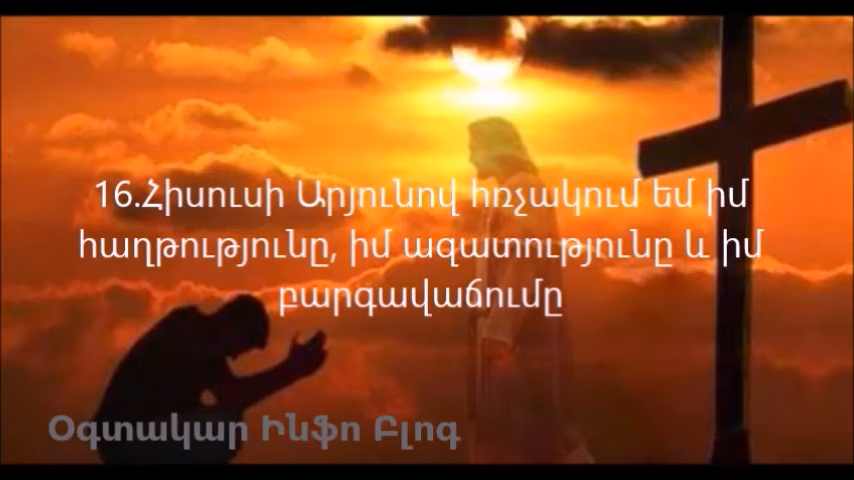 16.Հիսուսի Արյունով հռչակում եմ իմ
հաղթությունը, իմ ազատությունը և իմ
բարգավաճումը
Օգտակար Ինֆո Բլոգ